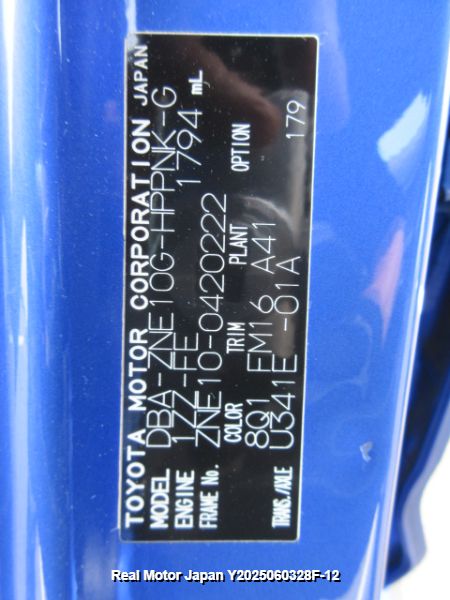 TOYOTA MOTOR CORPORATION JAPAN
MODEL DBA-ZNE10G-HPPNK-G
ENGINE 1ZZ-FE 1794 mL
FRAME No. ZNE10-0420222
COLOR TRIM PLANT OPTION
8Q1 FM16 A41 179
TRANS./AXLE U341E -01A
Real Motor Japan Y2025060328F-12